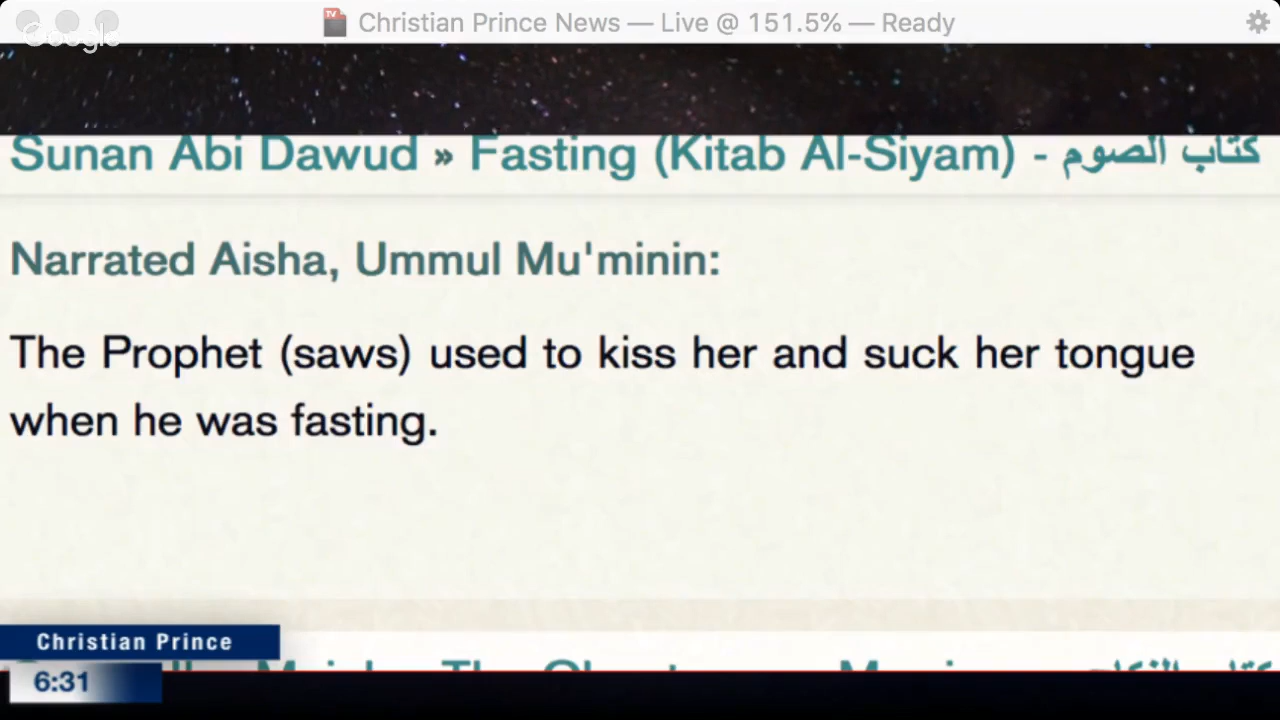 Christian Prince News — Live @ 151.5% — Ready
Google
Sunan Abi Dawud » Fasting (Kitab Al-Siyam) - كتاب الصوم
Narrated Aisha, Ummul Mu'minin:
The Prophet (saws) used to kiss her and suck her tongue
when he was fasting.
Christian Prince
6:31